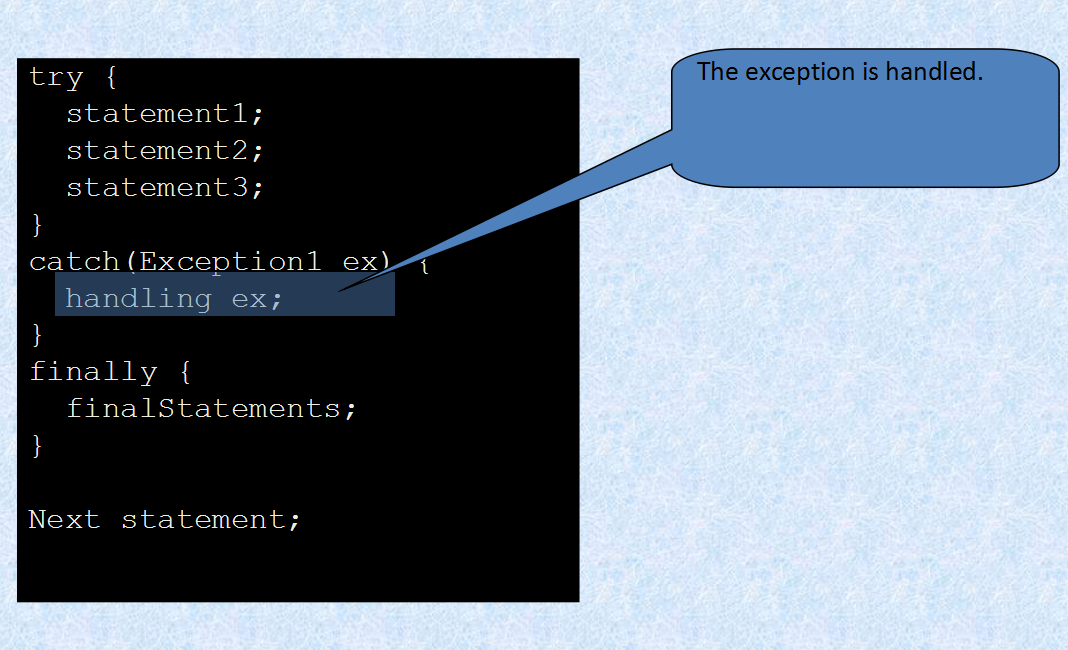 try {
  statement1;
  statement2;
  statement3;
}
catch(Exception1 ex) {
  handling ex;
}
finally {
  finalStatements;
}
Next statement;
The exception is handled.